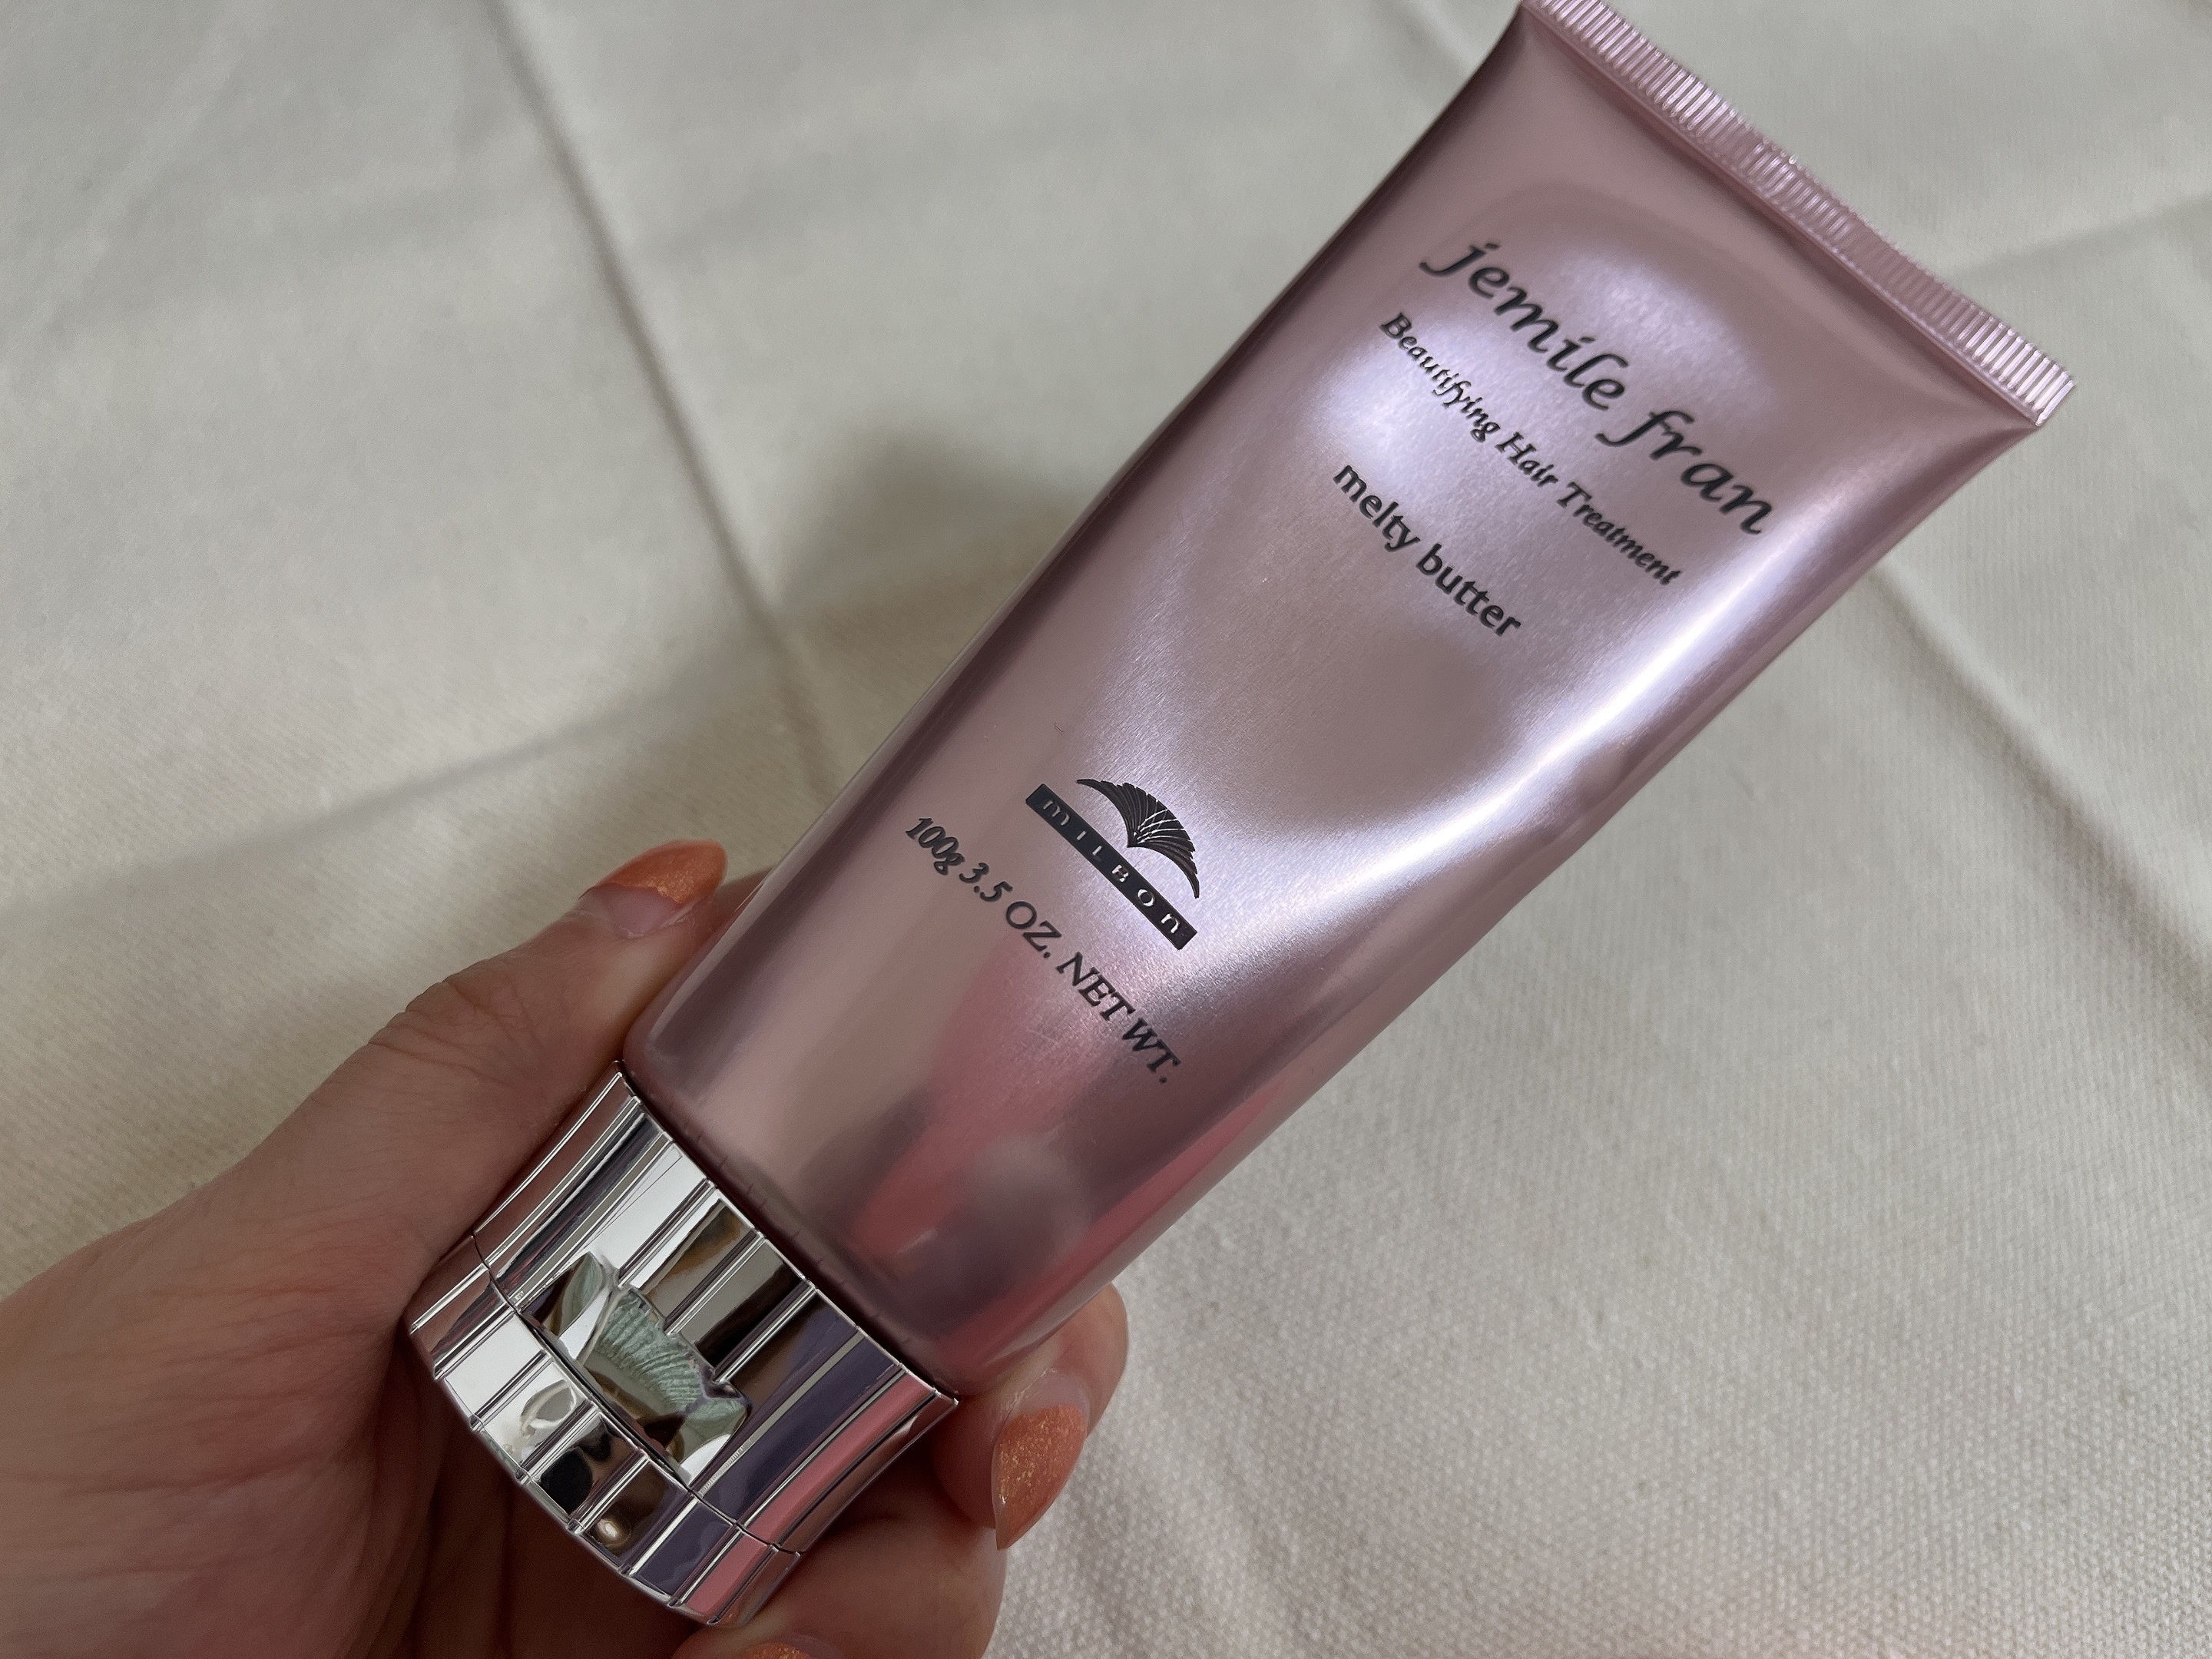 jemile fran
Beautifying Hair Treatment
melty butter
mILBOn
100g 3.5 OZ. NET WT.